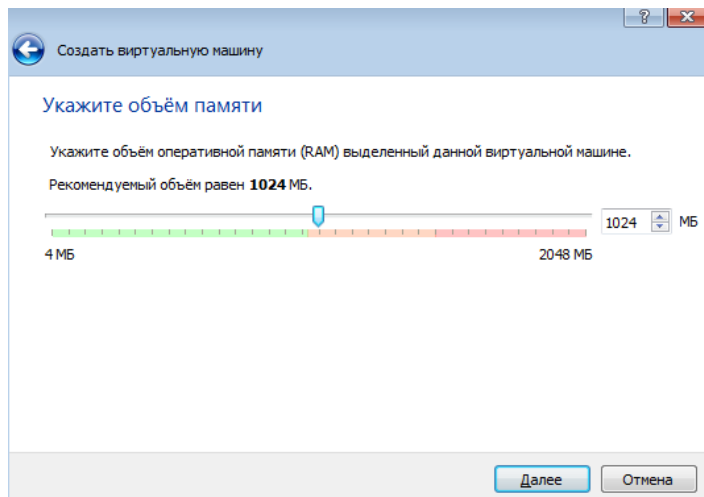 Создать виртуальную машину
Укажите объём памяти
Укажите объём оперативной памяти (RAM) выделенный данной виртуальной машине.
Рекомендуемый объём равен 1024 МБ.
1024 МБ
4 МБ 2048 МБ
Далее Отмена